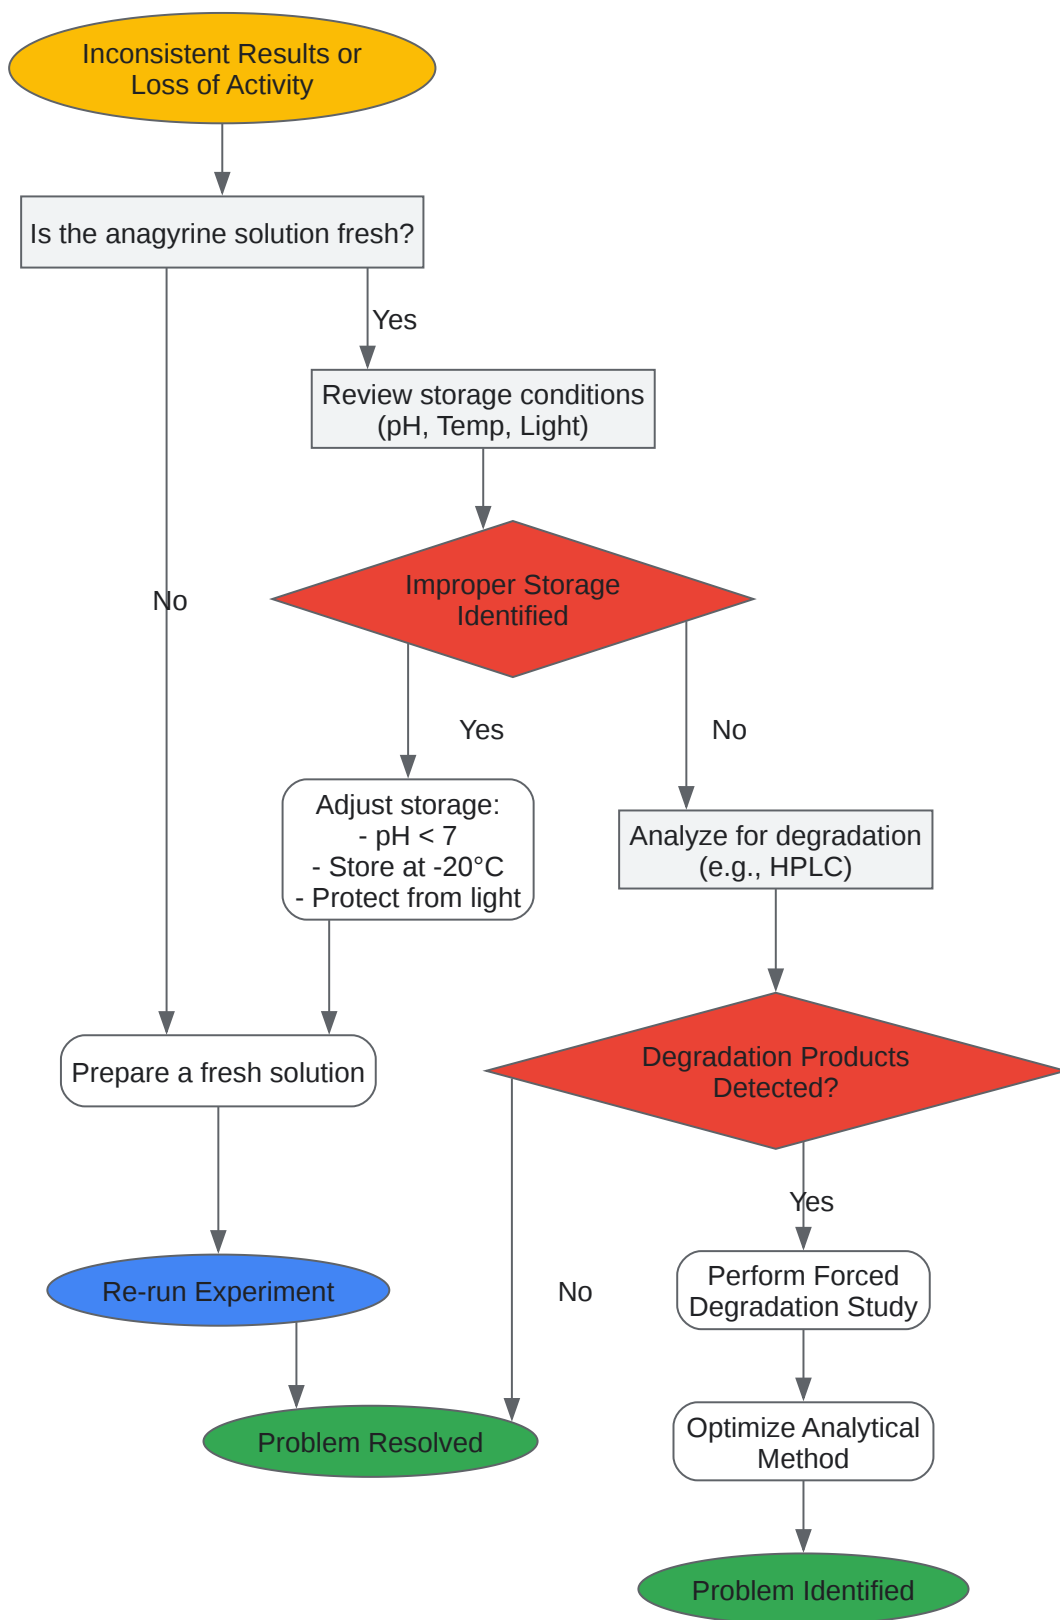 Inconsistent Results or
Loss of Activity
Is the anagyrine solution fresh?
Yes
Review storage conditions
(pH, Temp, Light)
No
Improper Storage
Identified
Yes
No
Adjust storage:
- pH < 7
- Store at -20°C
- Protect from light
Analyze for degradation
(e.g., HPLC)
Prepare a fresh solution
Degradation Products
Detected?
Yes
Re-run Experiment
No
Perform Forced
Degradation Study
Problem Resolved
Optimize Analytical
Method
Problem Identified